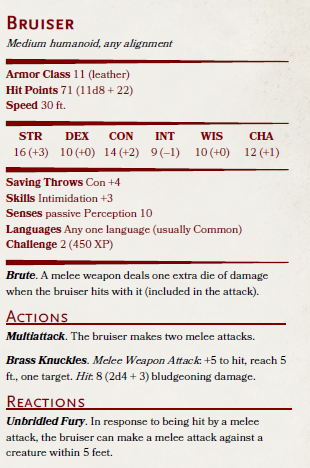 Bruiser
Medium humanoid, any alignment
Armor Class 11 (leather)
Hit Points 71 (11d8 + 22)
Speed 30 ft.
STR DEX CON INT WIS CHA
16 (+3) 10 (+0) 14 (+2) 9 (–1) 10 (+0) 12 (+1)
Saving Throws Con +4
Skills Intimidation +3
Senses passive Perception 10
Languages Any one language (usually Common)
Challenge 2 (450 XP)
Brute. A melee weapon deals one extra die of damage
when the bruiser hits with it (included in the attack).
Actions
Multiattack. The bruiser makes two melee attacks.
Brass Knuckles. Melee Weapon Attack: +5 to hit, reach 5
ft., one target. Hit: 8 (2d4 + 3) bludgeoning damage.
Reactions
Unbridled Fury. In response to being hit by a melee
attack, the bruiser can make a melee attack against a
creature within 5 feet.